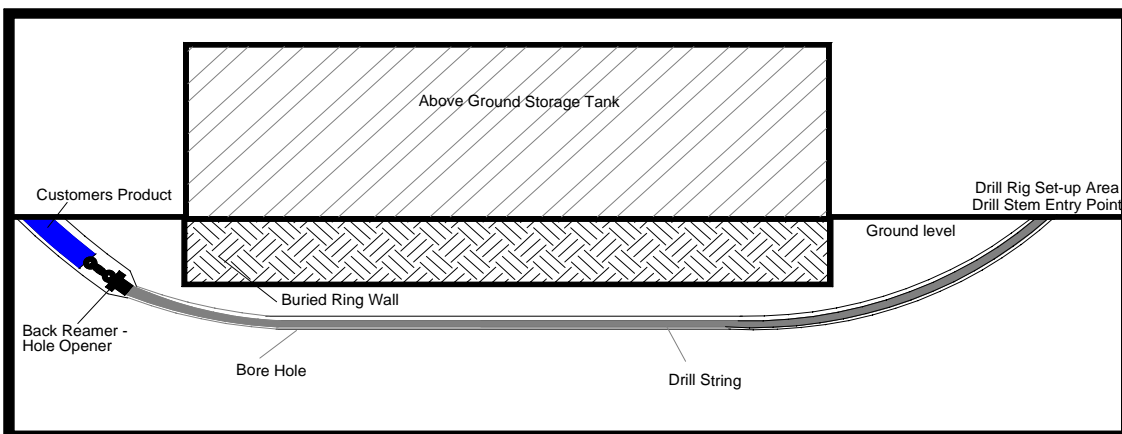 Above Ground Storage Tank
Customers Product
Drill Rig Set-up Area
Drill Stem Entry Point
Ground level
Buried Ring Wall
Back Reamer -
Hole Opener
Bore Hole
Drill String